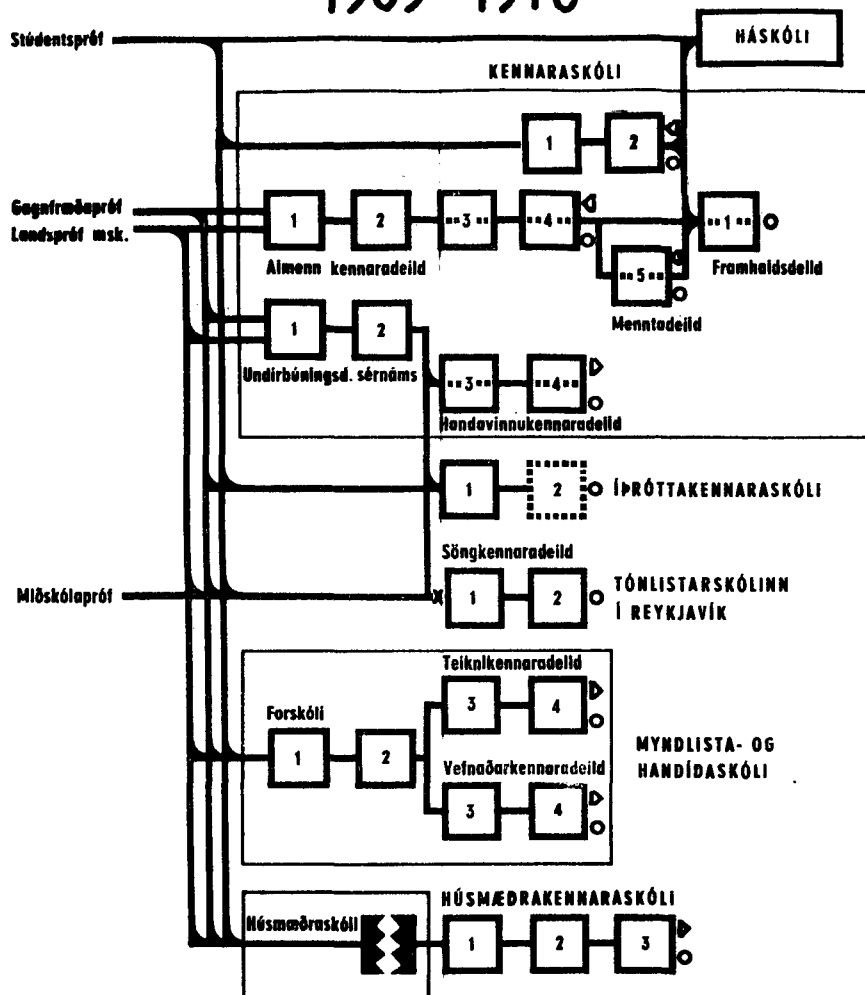 Stúdentspróf
HÁSKÓLI
KENNARASKÓLI
1 2
Gagnfræðapróf
Landspróf msk.
1 2 3 4 1
Almenn kennaradeild
Framhaldsdeild
5
Menntadeild
1 2
Undirbúningsd. sérnáms
3 4
Handavinnukennaradeild
1 2
ÍÞRÓTTAKENNARASKÓLI
Söngkennaradeild
Miðskólapróf
x 1 2
TÓNLISTARSKÓLINN
Í REYKJAVÍK
Teiknikennaradeild
3 4
Forskóli
1 2
MYNDLISTA- OG
HANDÍÐASKÓLI
Vefnaðarkennaradeild
3 4
HÚSMÆÐRAKENNARASKÓLI
Húsmæðraskóli
1 2 3